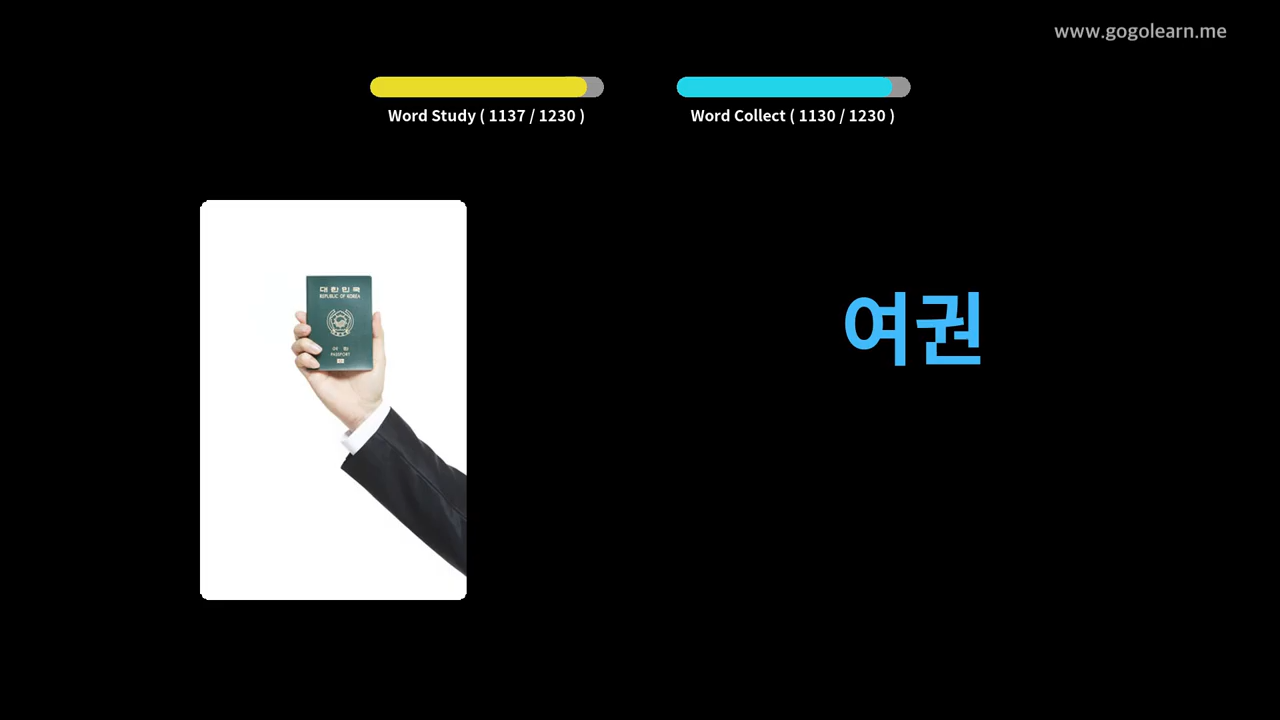 www.gogolearn.me
Word Study ( 1137 / 1230 )
Word Collect ( 1130 / 1230 )
대한민국
REPUBLIC OF KOREA
여권
PASSPORT
여권